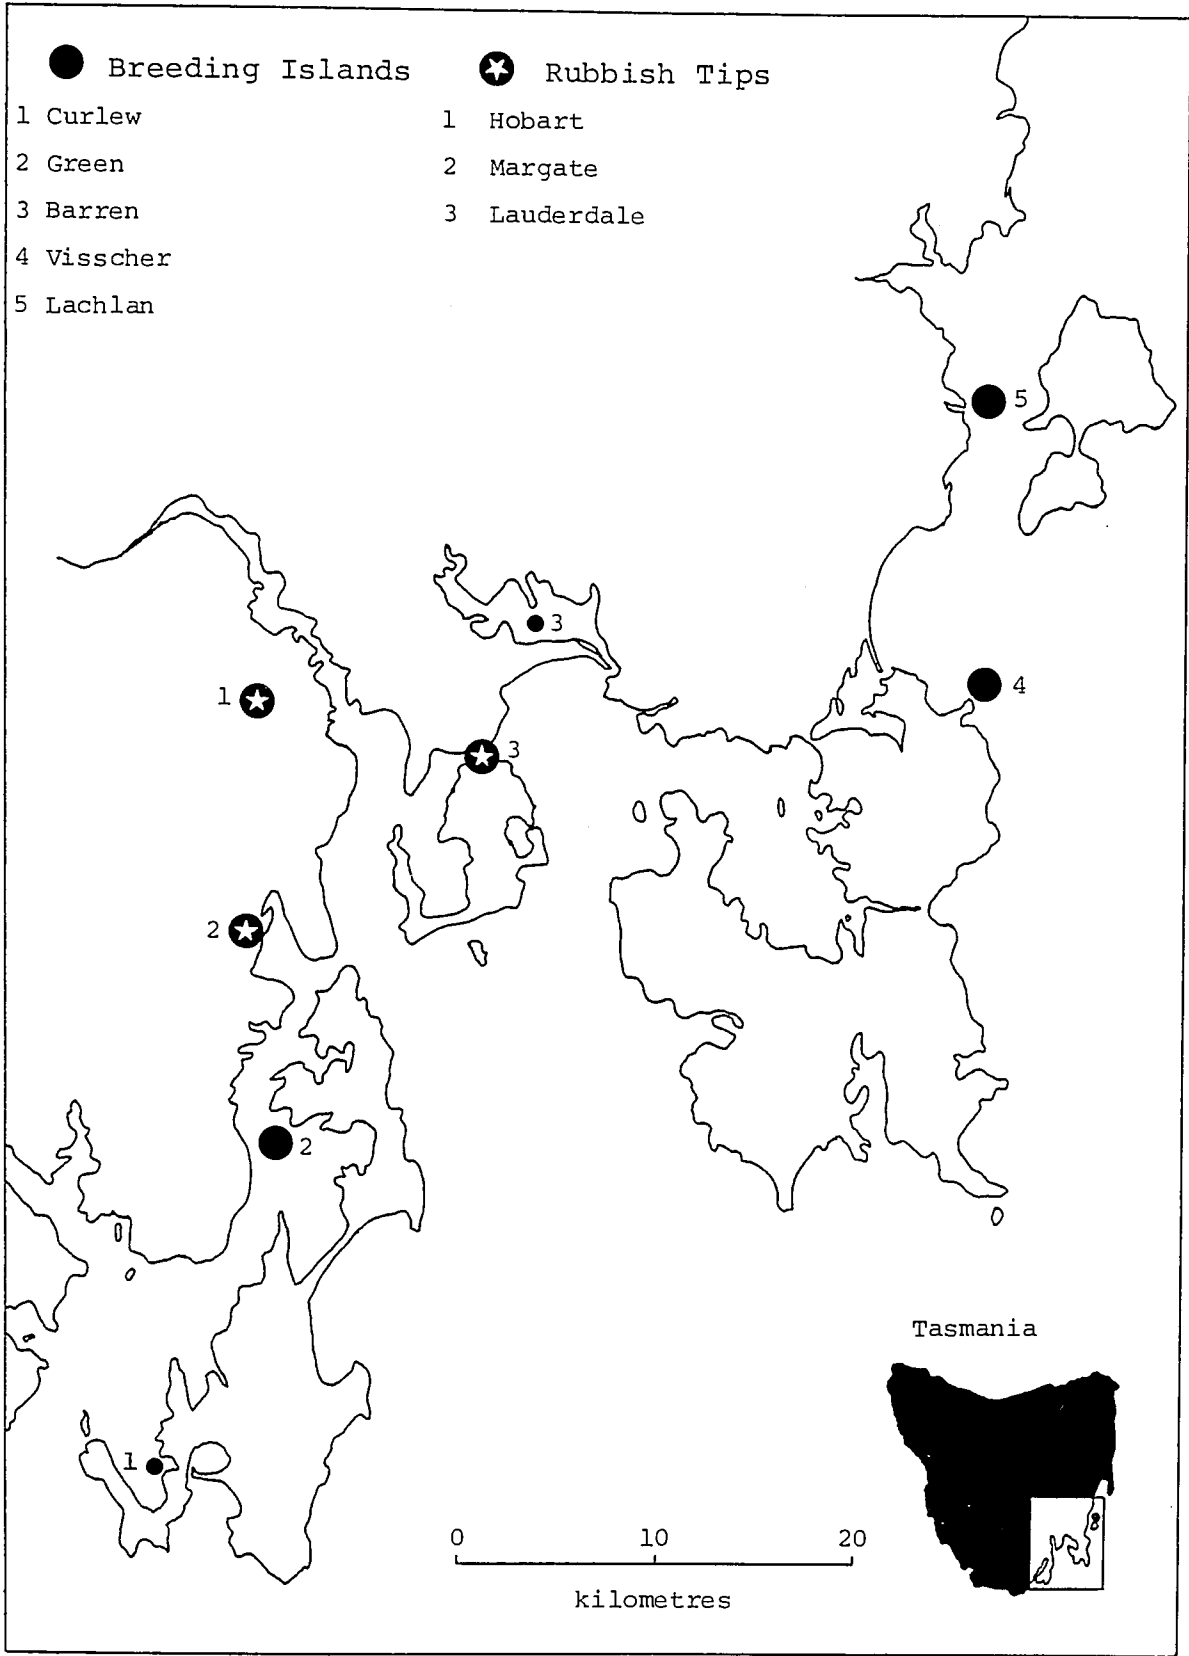 Breeding Islands
1 Curlew
2 Green
3 Barren
4 Visscher
5 Lachlan
Rubbish Tips
1 Hobart
2 Margate
3 Lauderdale
5
3
1
4
3
2
2
1
Tasmania
0 10 20
kilometres